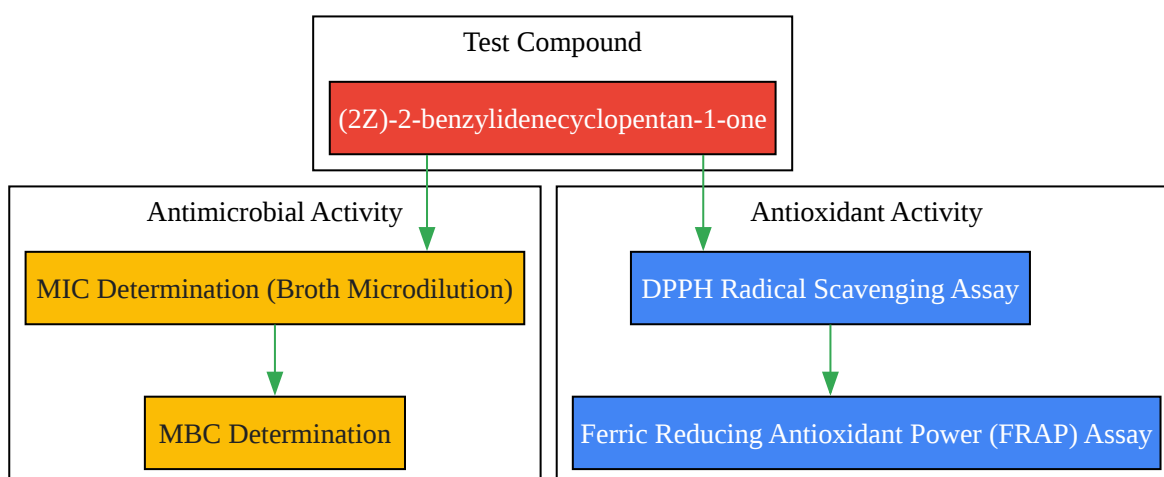 Test Compound
(2Z)-2-benzylidenecyclopentan-1-one
Antimicrobial Activity
MIC Determination (Broth Microdilution)
MBC Determination
Antioxidant Activity
DPPH Radical Scavenging Assay
Ferric Reducing Antioxidant Power (FRAP) Assay